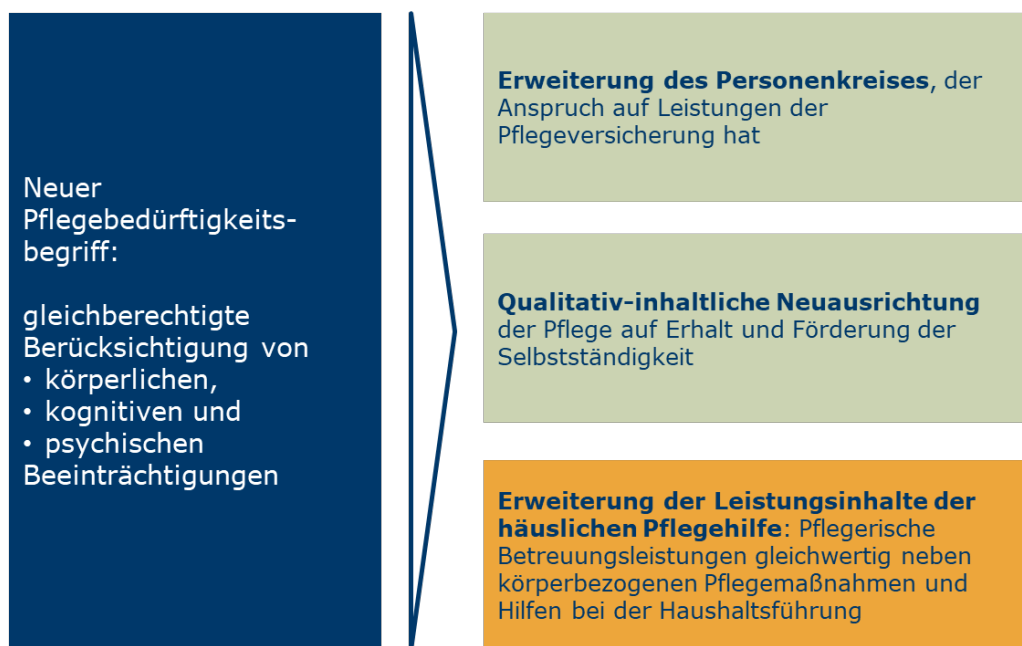 Neuer
Pflegebedürftigkeits-
begriff:
gleichberechtigte
Berücksichtigung von
• körperlichen,
• kognitiven und
• psychischen
Beeinträchtigungen
Erweiterung des Personenkreises, der
Anspruch auf Leistungen der
Pflegeversicherung hat
Qualitativ-inhaltliche Neuausrichtung
der Pflege auf Erhalt und Förderung der
Selbstständigkeit
Erweiterung der Leistungsinhalte der
häuslichen Pflegehilfe: Pflegerische
Betreuungsleistungen gleichwertig neben
körperbezogenen Pflegemaßnahmen und
Hilfen bei der Haushaltsführung